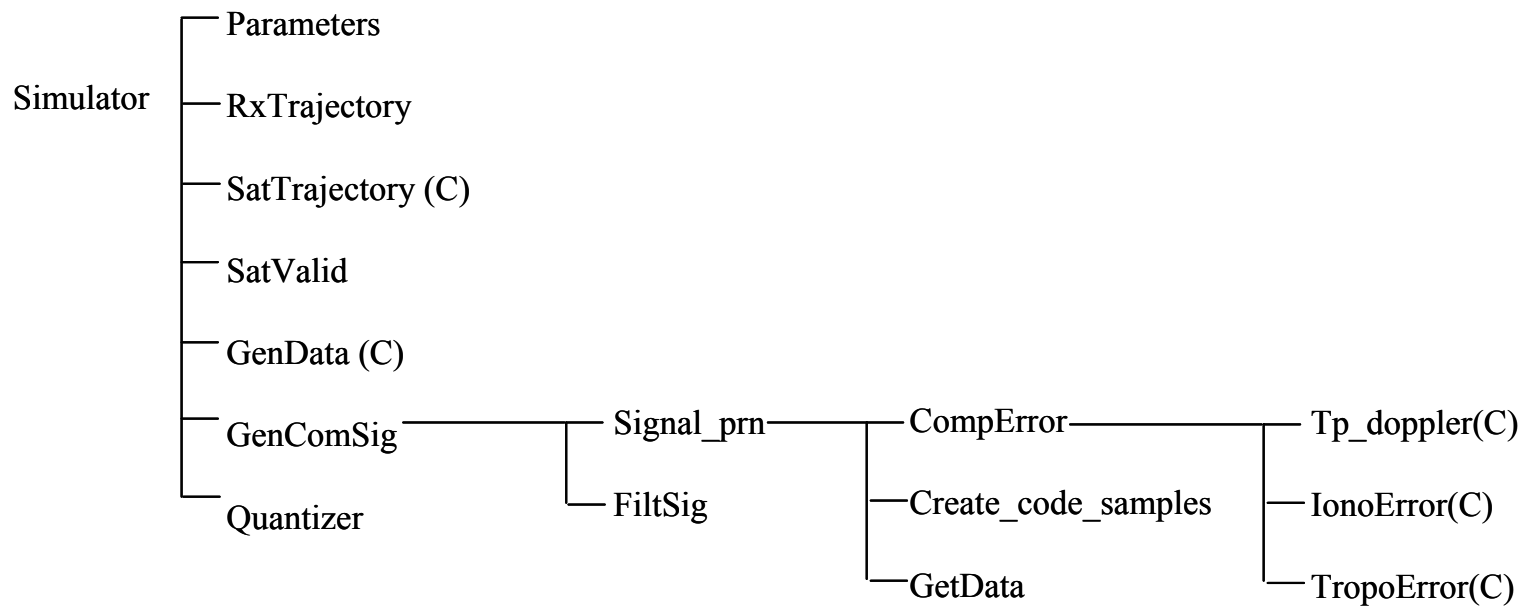 Parameters
Simulator
RxTrajectory
SatTrajectory (C)
SatValid
GenData (C)
GenComSig
Signal_prn
CompError
Tp_doppler(C)
FiltSig
Create_code_samples
IonoError(C)
Quantizer
GetData
TropoError(C)